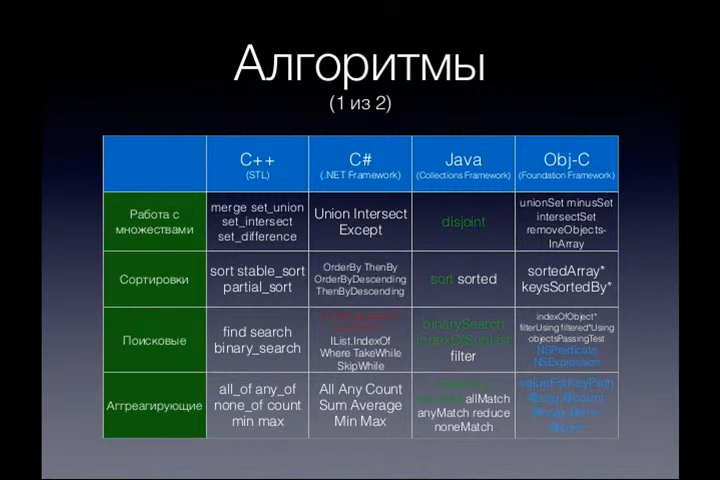 Алгоритмы
(1 из 2)
C++
(STL)
C#
(.NET Framework)
Java
(Collections Framework)
Obj-C
(Foundation Framework)
Работа с
множествами
merge set_union
set_intersect
set_difference
Union Intersect
Except
disjoint
unionSet minusSet
intersectSet
removeObjects-
InArray
Сортировки
sort stable_sort
partial_sort
OrderBy ThenBy
OrderByDescending
ThenByDescending
sort sorted
sortedArray*
keysSortedBy*
Поисковые
find search
binary_search
IList.IndexOf
Where TakeWhile
SkipWhile
binarySearch
indexOfSubList
filter
indexOfObject*
filterUsing filtered*Using
objectsPassingTest
NSPredicate
NSExpression
Аггреагирующие
all_of any_of
none_of count
min max
All Any Count
Sum Average
Min Max
allMatch
anyMatch reduce
noneMatch
valueForKeyPath
@avg @count
@max @min
@sum